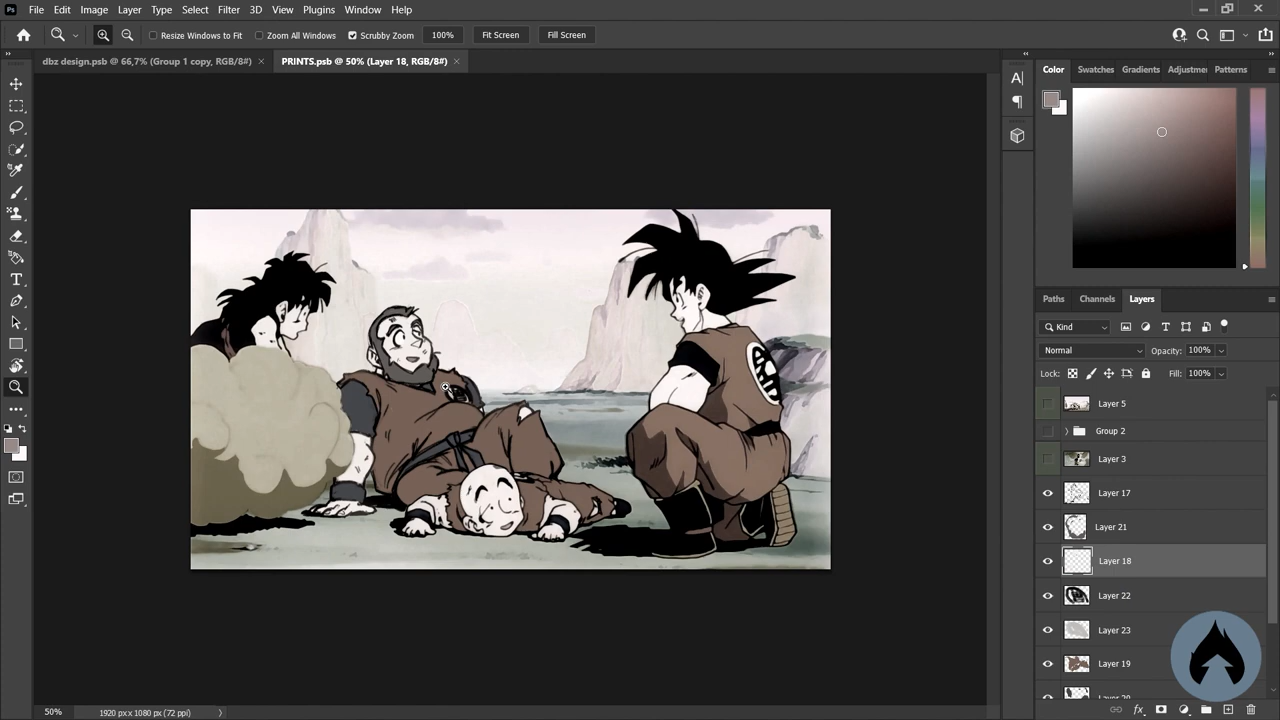 Ps File Edit Image Layer Type Select Filter 3D View Plugins Window Help
Resize Windows to Fit Zoom All Windows Scrubby Zoom 100% Fit Screen Fill Screen
dbz design.psb @ 66,7% (Group 1 copy, RGB/8#) × PRINTS.psb @ 50% (Layer 18, RGB/8#) ×
Color Swatches Gradients Adjustme Patterns
Paths Channels Layers
Kind
Normal Opacity: 100%
Lock: Fill: 100%
Layer 5
Group 2
Layer 3
Layer 17
Layer 21
Layer 18
Layer 22
Layer 23
Layer 19
50% 1920 px x 1080 px (72 ppi)